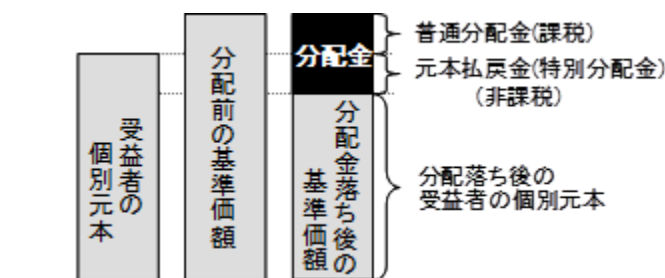 受益者の
個別元本
分配前の基準価額
分配金
分配金落ち後の
基準価額
普通分配金(課税)
元本払戻金(特別分配金)
(非課税)
分配落ち後の
受益者の個別元本